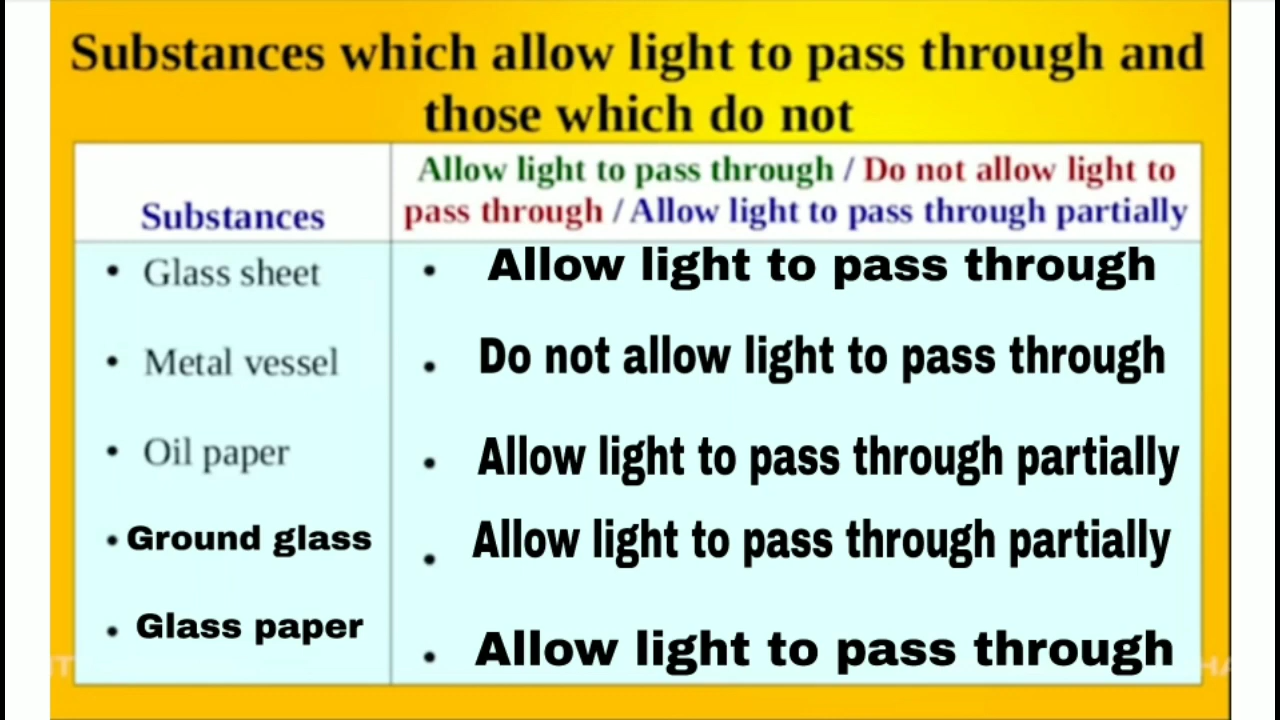 Substances which allow light to pass through and
those which do not
Substances
Allow light to pass through / Do not allow light to
pass through / Allow light to pass through partially
• Glass sheet
• Allow light to pass through
• Metal vessel
• Do not allow light to pass through
• Oil paper
• Allow light to pass through partially
• Ground glass
• Allow light to pass through partially
• Glass paper
• Allow light to pass through